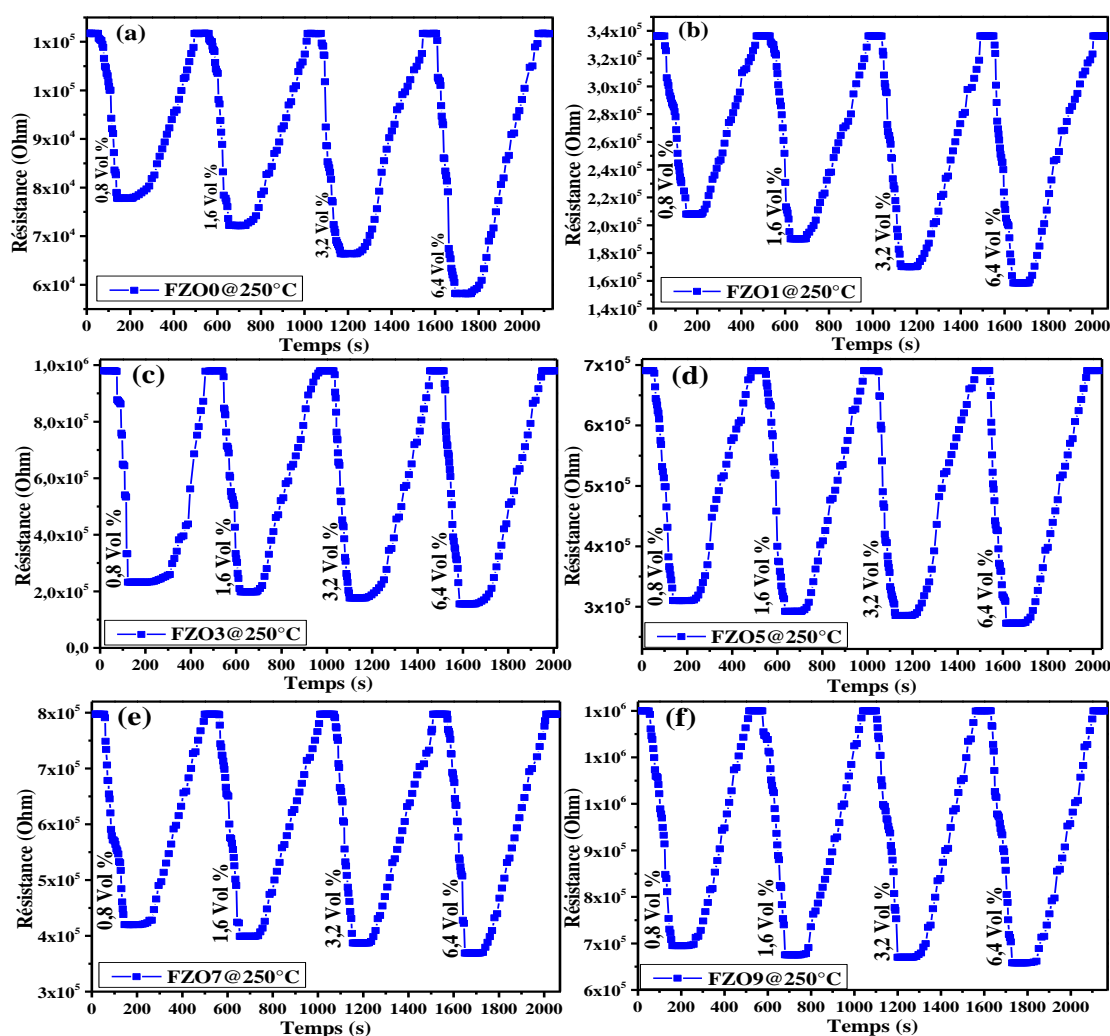 (a)
Résistance (Ohm)
1x10⁵
1x10⁵
9x10⁴
8x10⁴
7x10⁴
6x10⁴
0,8 Vol %
1,6 Vol %
3,2 Vol %
6,4 Vol %
FZO0@250°C
0 200 400 600 800 1000 1200 1400 1600 1800 2000
Temps (s)
(b)
Résistance (Ohm)
3,4x10⁵
3,2x10⁵
3,0x10⁵
2,8x10⁵
2,6x10⁵
2,4x10⁵
2,2x10⁵
2,0x10⁵
1,8x10⁵
1,6x10⁵
1,4x10⁵
0,8 Vol %
1,6 Vol %
3,2 Vol %
6,4 Vol %
FZO1@250°C
0 200 400 600 800 1000 1200 1400 1600 1800 2000
Temps (s)
(c)
Résistance (Ohm)
1,0x10⁶
8,0x10⁵
6,0x10⁵
4,0x10⁵
2,0x10⁵
0,0
0,8 Vol %
1,6 Vol %
3,2 Vol %
6,4 Vol %
FZO3@250°C
0 200 400 600 800 1000 1200 1400 1600 1800 2000
Temps (s)
(d)
Résistance (Ohm)
7x10⁵
6x10⁵
5x10⁵
4x10⁵
3x10⁵
0,8 Vol %
1,6 Vol %
3,2 Vol %
6,4 Vol %
FZO5@250°C
0 200 400 600 800 1000 1200 1400 1600 1800 2000
Temps (s)
(e)
Résistance (Ohm)
8x10⁵
7x10⁵
6x10⁵
5x10⁵
4x10⁵
3x10⁵
0,8 Vol %
1,6 Vol %
3,2 Vol %
6,4 Vol %
FZO7@250°C
0 200 400 600 800 1000 1200 1400 1600 1800 2000
Temps (s)
(f)
Résistance (Ohm)
1x10⁶
1x10⁶
1x10⁶
9x10⁵
8x10⁵
7x10⁵
6x10⁵
0,8 Vol %
1,6 Vol %
3,2 Vol %
6,4 Vol %
FZO9@250°C
0 200 400 600 800 1000 1200 1400 1600 1800 2000
Temps (s)